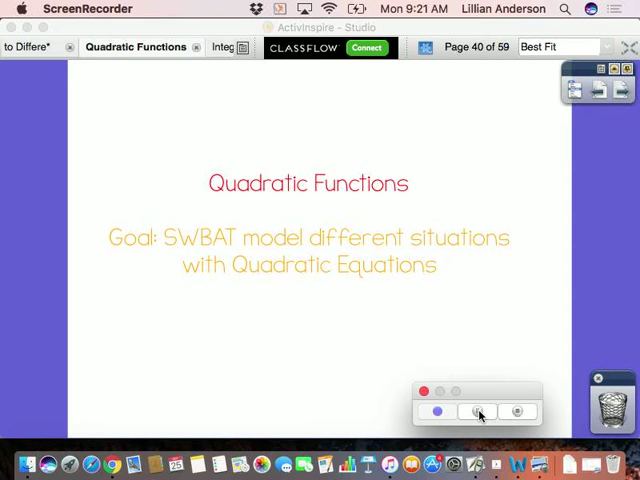 ScreenRecorder
Mon 9:21 AM Lillian Anderson
ActivInspire - Studio
to Differe*
Quadratic Functions
Integ
CLASSFLOW Connect
Page 40 of 59
Best Fit
Quadratic Functions
Goal: SWBAT model different situations
with Quadratic Equations
25